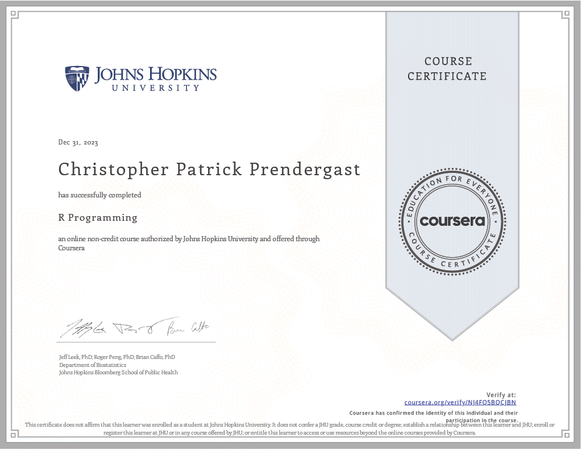 JOHNS HOPKINS
UNIVERSITY
COURSE
CERTIFICATE
Dec 31, 2023
Christopher Patrick Prendergast
has successfully completed
R Programming
an online non-credit course authorized by Johns Hopkins University and offered through
Coursera
EDUCATION FOR EVERYONE
coursera
COURSE CERTIFICATE
Jeff Leek, PhD; Roger Peng, PhD; Brian Caffo, PhD
Department of Biostatistics
Johns Hopkins Bloomberg School of Public Health
Verify at:
coursera.org/verify/NJ4FQSBQCJBN
Coursera has confirmed the identity of this individual and their
participation in the course.
This certificate does not affirm that this learner was enrolled as a student at Johns Hopkins University. It does not confer a JHU grade, course credit or degree; establish a relationship between this learner and JHU; enroll or
register this learner at JHU or in any course offered by JHU; or entitle this learner to access or use resources beyond the online courses provided by Coursera.